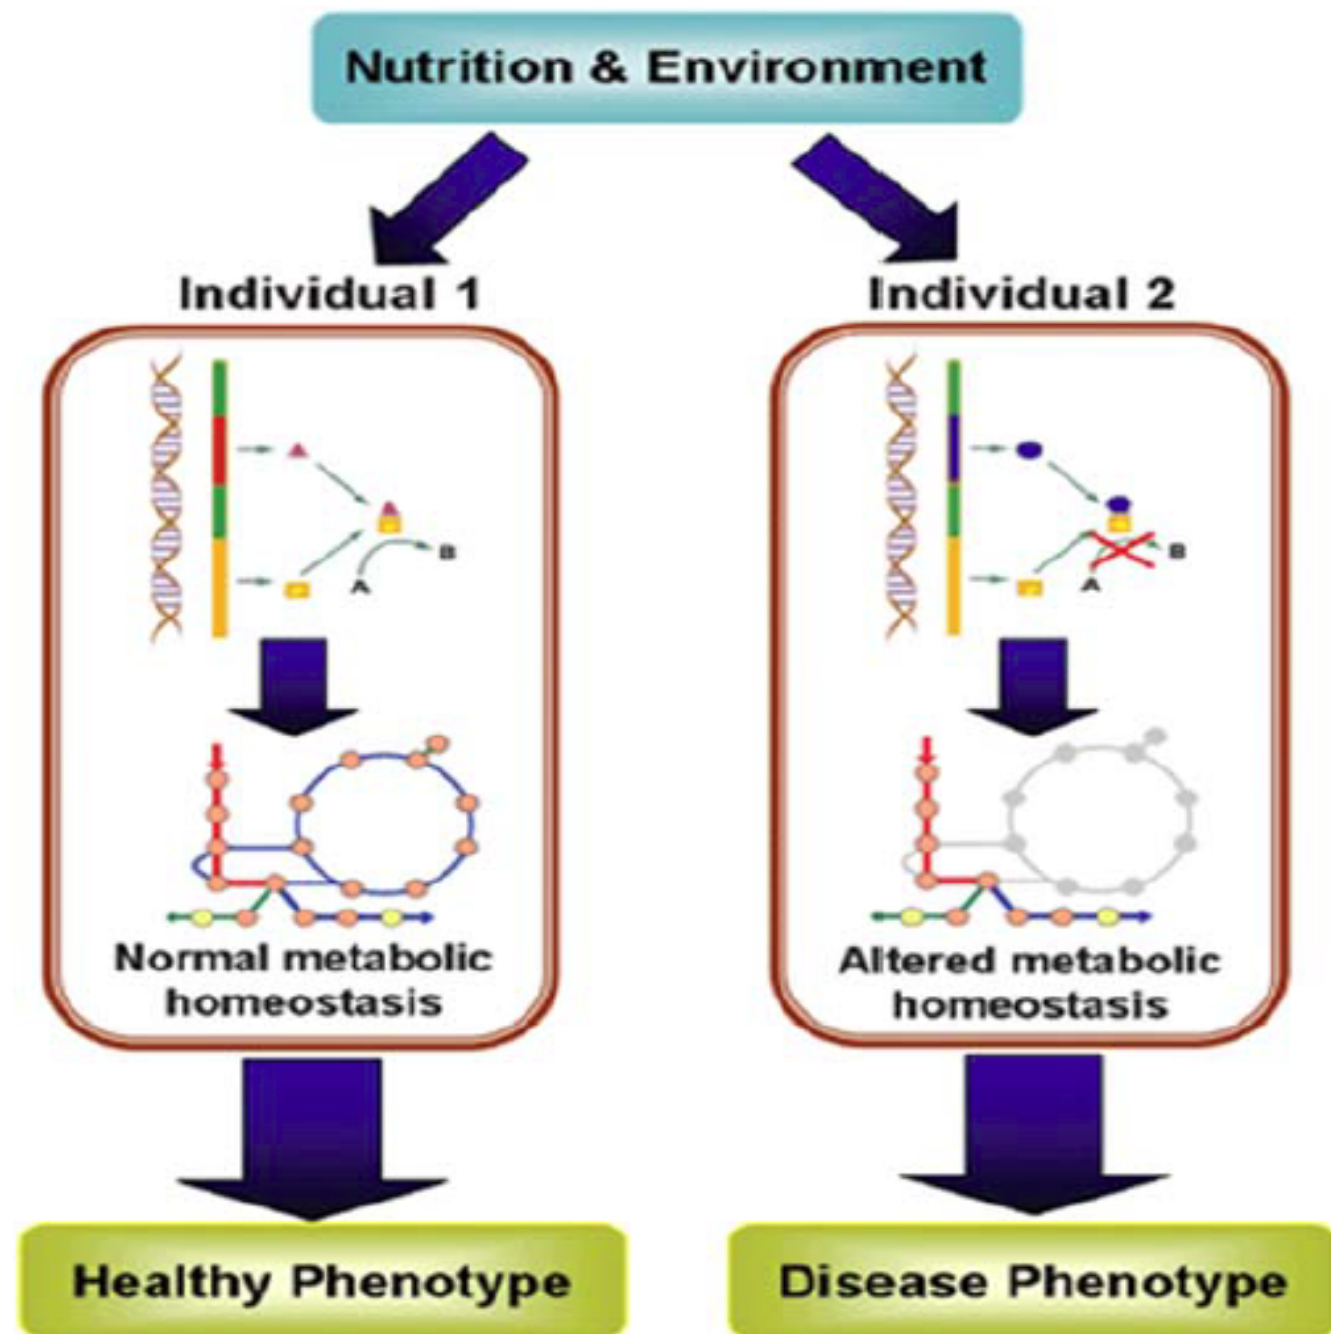 Nutrition & Environment
Individual 1
Individual 2
B
A
B
A
Normal metabolic
homeostasis
Altered metabolic
homeostasis
Healthy Phenotype
Disease Phenotype